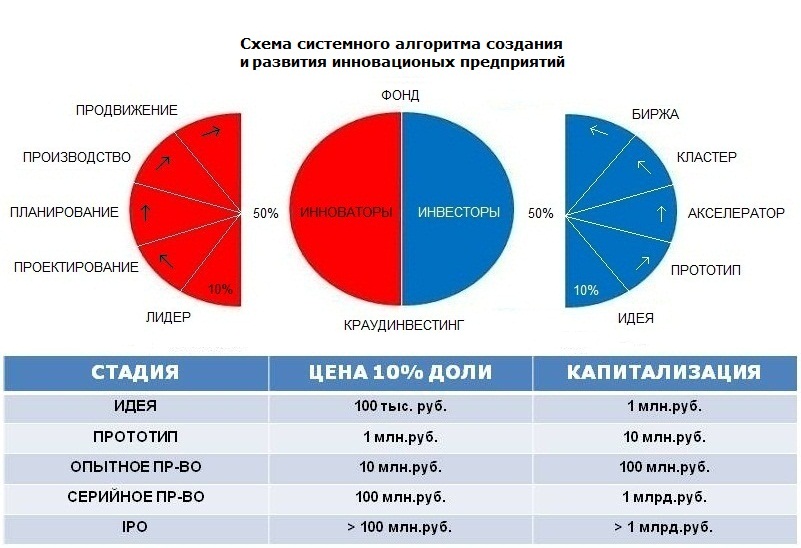 Схема системного алгоритма создания
и развития инновационых предприятий
ФОНД
ПРОДВИЖЕНИЕ
БИРЖА
ПРОИЗВОДСТВО
КЛАСТЕР
ПЛАНИРОВАНИЕ
50%
ИННОВАТОРЫ
ИНВЕСТОРЫ
50%
АКСЕЛЕРАТОР
ПРОЕКТИРОВАНИЕ
ПРОТОТИП
10%
10%
ЛИДЕР
КРАУДИНВЕСТИНГ
ИДЕЯ
СТАДИЯ ЦЕНА 10% ДОЛИ КАПИТАЛИЗАЦИЯ
ИДЕЯ 100 тыс. руб. 1 млн.руб.
ПРОТОТИП 1 млн.руб. 10 млн.руб.
ОПЫТНОЕ ПР-ВО 10 млн.руб. 100 млн.руб.
СЕРИЙНОЕ ПР-ВО 100 млн.руб. 1 млрд.руб.
IPO > 100 млн.руб. > 1 млрд.руб.